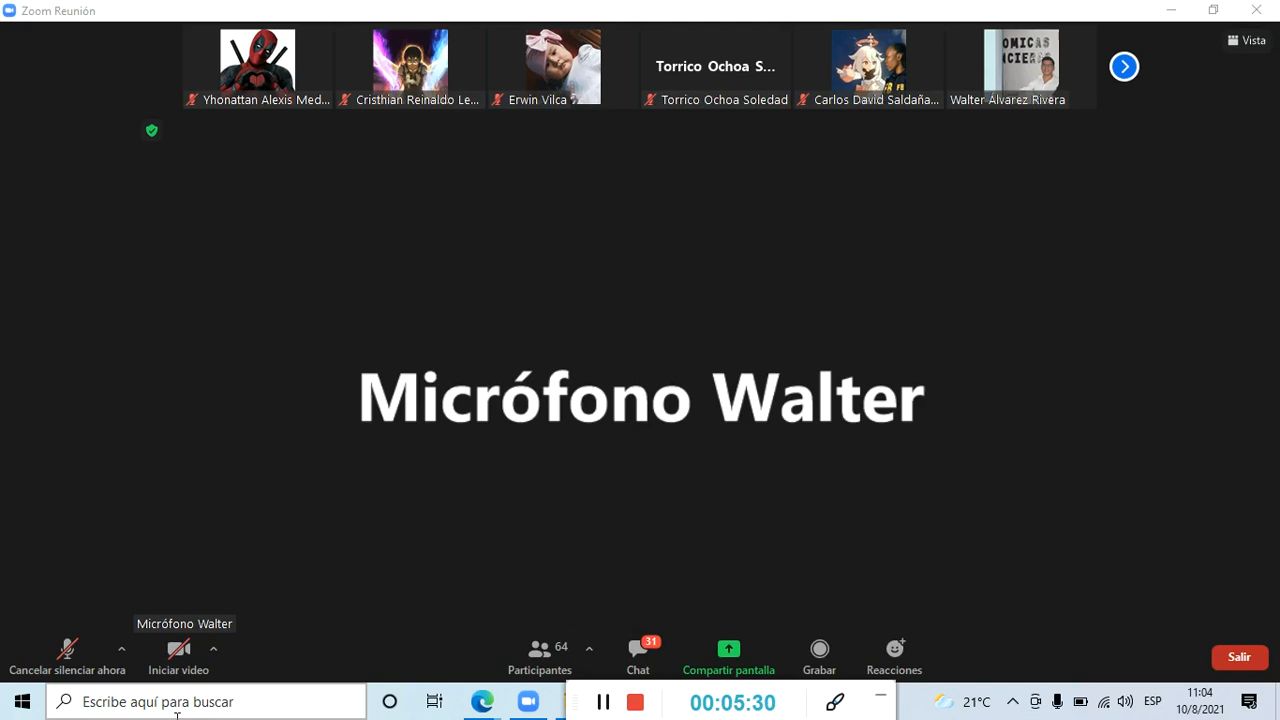 Zoom Reunión
Vista
OMICAS
NCIERA
Torrico Ochoa S...
Yhonattan Alexis Med...
Cristhian Reinaldo Le...
Erwin Vilca
Torrico Ochoa Soledad
Carlos David Saldaña...
Walter Álvarez Rivera
Micrófono Walter
Micrófono Walter
64
31
Cancelar silenciar ahora
Iniciar video
Participantes
Chat
Compartir pantalla
Grabar
Reacciones
Salir
Escribe aquí para buscar
00:05:30
21°C
ESP
11:04
10/8/2021